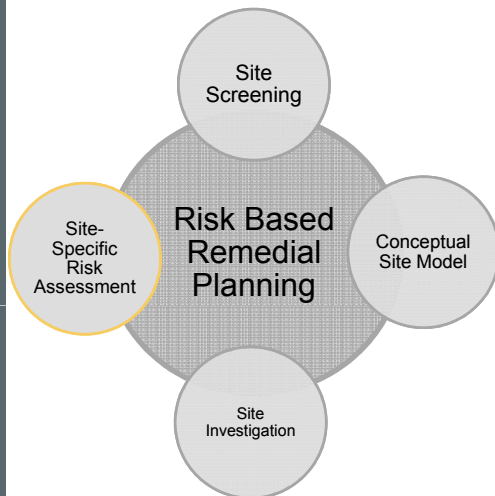 Site
Screening
Risk Based
Remedial
Planning
Site-
Specific
Risk
Assessment
Conceptual
Site Model
Site
Investigation